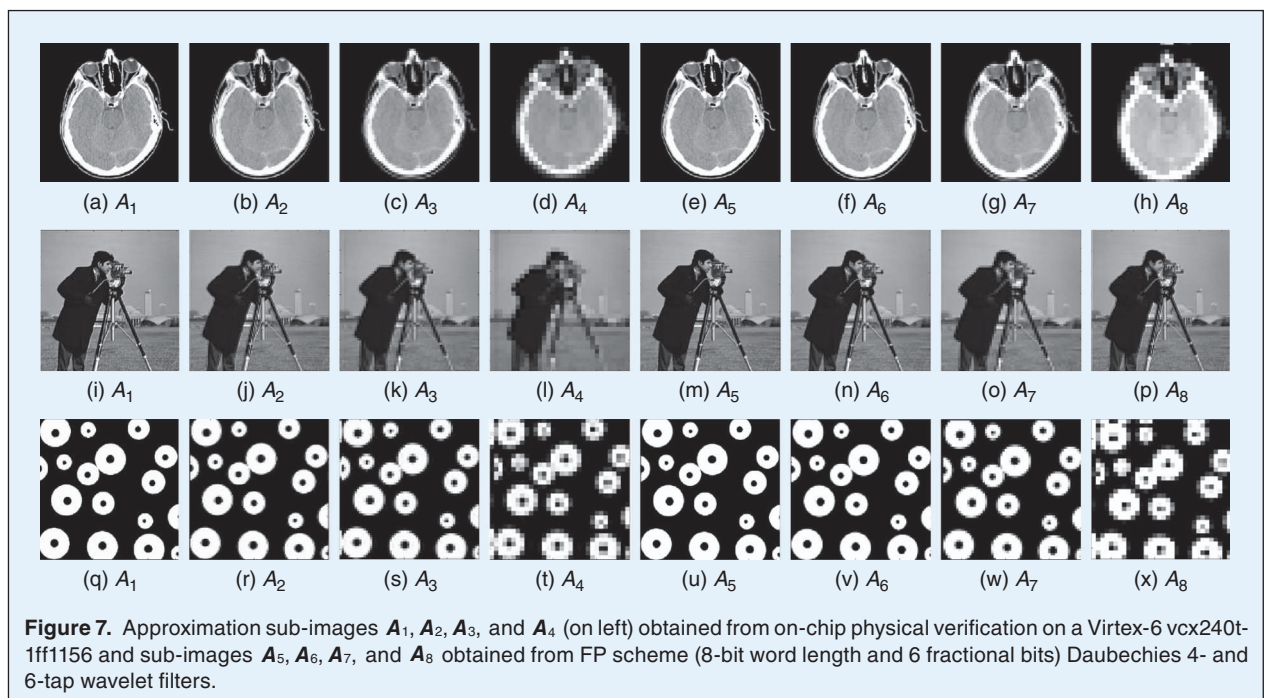 (a) A1 (b) A2 (c) A3 (d) A4 (e) A5 (f) A6 (g) A7 (h) A8
(i) A1 (j) A2 (k) A3 (l) A4 (m) A5 (n) A6 (o) A7 (p) A8
(q) A1 (r) A2 (s) A3 (t) A4 (u) A5 (v) A6 (w) A7 (x) A8
Figure 7. Approximation sub-images A1, A2, A3, and A4 (on left) obtained from on-chip physical verification on a Virtex-6 vcx240t-
1ff1156 and sub-images A5, A6, A7, and A8 obtained from FP scheme (8-bit word length and 6 fractional bits) Daubechies 4- and
6-tap wavelet filters.